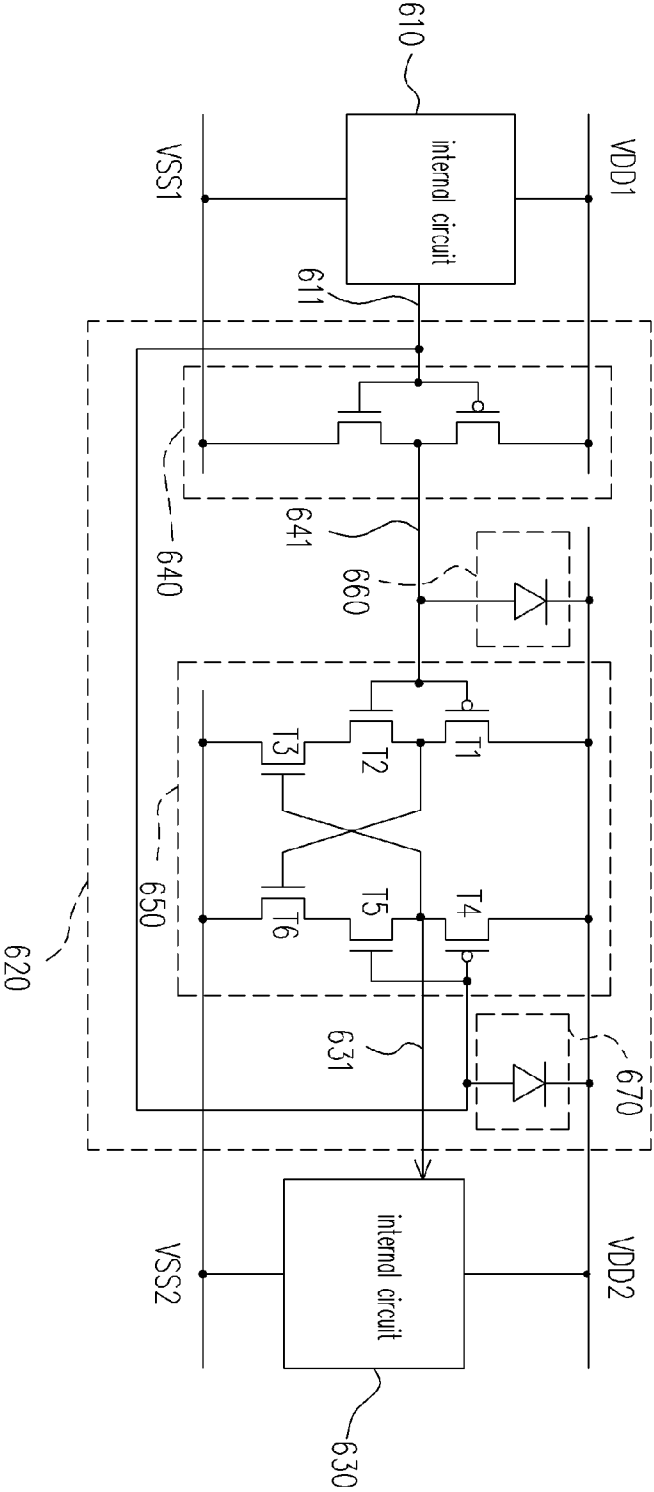 VDD1
610
internal circuit
VSS1
611
640
641
660
T1
T2
T3
T4
T5
T6
650
670
631
620
VDD2
internal circuit
VSS2
630